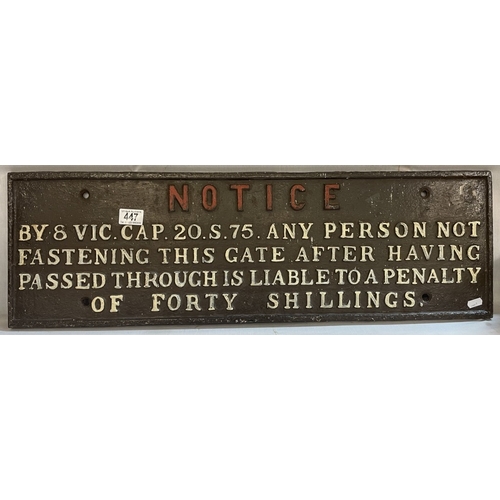 NOTICE
447
BY 8 VIC. CAP. 20. S. 75. ANY PERSON NOT
FASTENING THIS GATE AFTER HAVING
PASSED THROUGH IS LIABLE TO A PENALTY
OF FORTY SHILLINGS